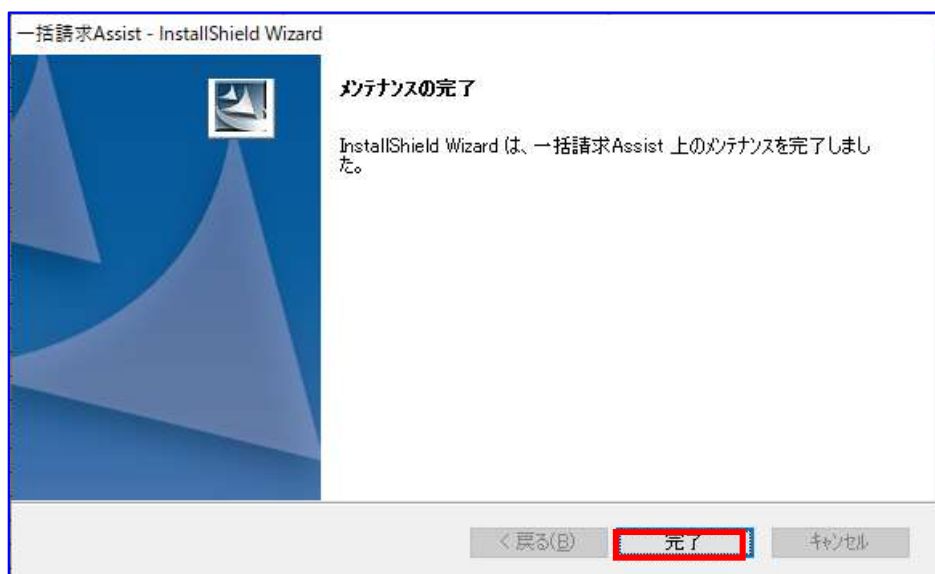 一括請求Assist - InstallShield Wizard
メンテナンスの完了
InstallShield Wizard は、一括請求Assist 上のメンテナンスを完了しまし
た。
< 戻る(B)
完了
キャンセル